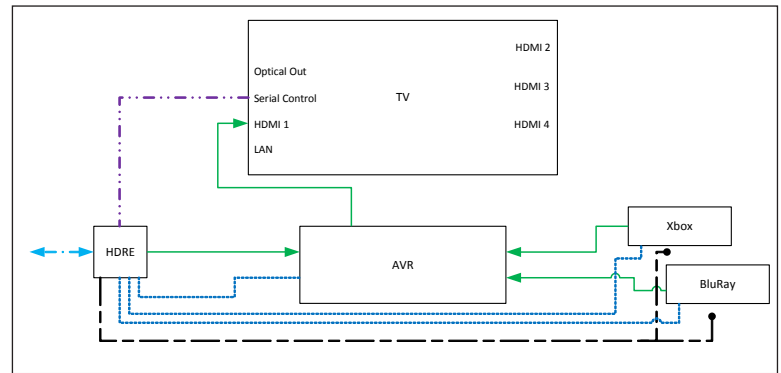 HDMI 2
Optical Out
HDMI 3
Serial Control
TV
HDMI 1
HDMI 4
LAN
Xbox
HDRE
AVR
BluRay